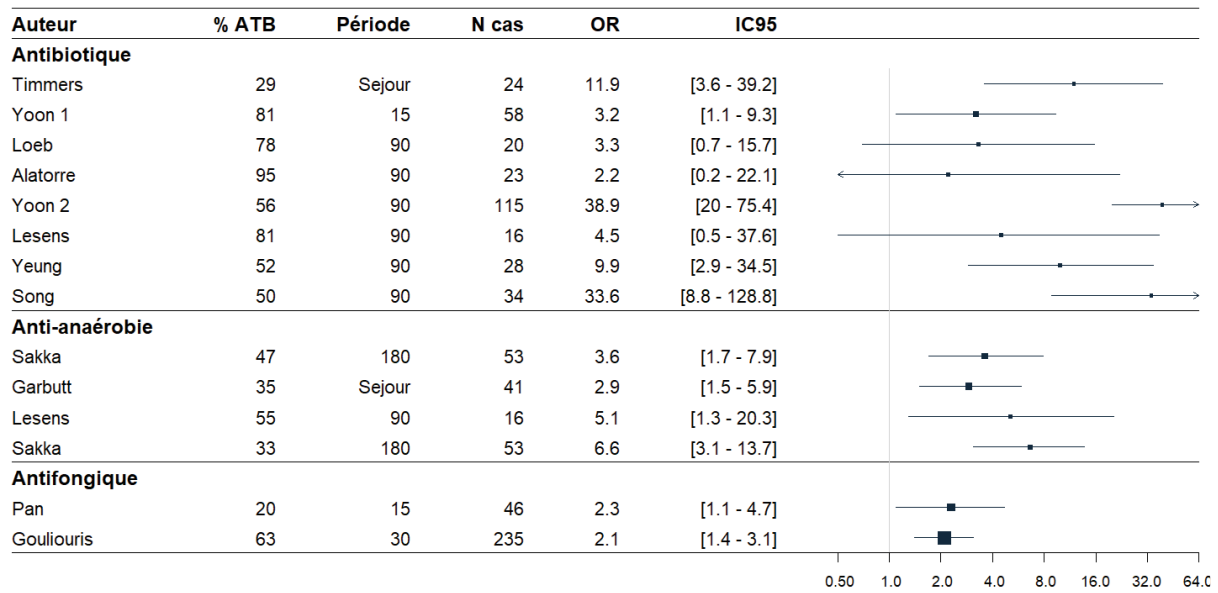 Auteur % ATB Période N cas OR IC95
Antibiotique
Timmers 29 Sejour 24 11.9 [3.6 - 39.2]
Yoon 1 81 15 58 3.2 [1.1 - 9.3]
Loeb 78 90 20 3.3 [0.7 - 15.7]
Alatorre 95 90 23 2.2 [0.2 - 22.1]
Yoon 2 56 90 115 38.9 [20 - 75.4]
Lesens 81 90 16 4.5 [0.5 - 37.6]
Yeung 52 90 28 9.9 [2.9 - 34.5]
Song 50 90 34 33.6 [8.8 - 128.8]
Anti-anaérobie
Sakka 47 180 53 3.6 [1.7 - 7.9]
Garbutt 35 Sejour 41 2.9 [1.5 - 5.9]
Lesens 55 90 16 5.1 [1.3 - 20.3]
Sakka 33 180 53 6.6 [3.1 - 13.7]
Antifongique
Pan 20 15 46 2.3 [1.1 - 4.7]
Gouliouris 63 30 235 2.1 [1.4 - 3.1]
0.50 1.0 2.0 4.0 8.0 16.0 32.0 64.0